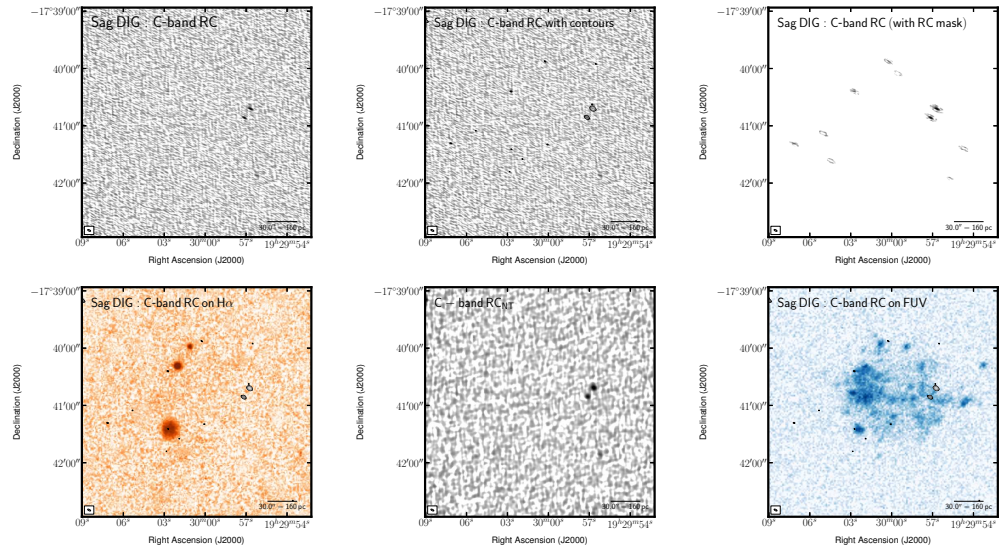 Sag DIG : C-band RC
−17°39′00″
40′00″
41′00″
42′00″
Declination (J2000)
09ˢ 06ˢ 03ˢ 19ʰ30ᵐ00ˢ 57ˢ 19ʰ29ᵐ54ˢ
Right Ascension (J2000)
30.0″ = 160 pc
Sag DIG : C-band RC with contours
−17°39′00″
40′00″
41′00″
42′00″
Declination (J2000)
09ˢ 06ˢ 03ˢ 19ʰ30ᵐ00ˢ 57ˢ 19ʰ29ᵐ54ˢ
Right Ascension (J2000)
30.0″ = 160 pc
Sag DIG : C-band RC (with RC mask)
−17°39′00″
40′00″
41′00″
42′00″
Declination (J2000)
09ˢ 06ˢ 03ˢ 19ʰ30ᵐ00ˢ 57ˢ 19ʰ29ᵐ54ˢ
Right Ascension (J2000)
30.0″ = 160 pc
Sag DIG : C-band RC on Hα
−17°39′00″
40′00″
41′00″
42′00″
Declination (J2000)
09ˢ 06ˢ 03ˢ 19ʰ30ᵐ00ˢ 57ˢ 19ʰ29ᵐ54ˢ
Right Ascension (J2000)
30.0″ = 160 pc
C − band RC_NT
−17°39′00″
40′00″
41′00″
42′00″
Declination (J2000)
09ˢ 06ˢ 03ˢ 19ʰ30ᵐ00ˢ 57ˢ 19ʰ29ᵐ54ˢ
Right Ascension (J2000)
30.0″ = 160 pc
Sag DIG : C-band RC on FUV
−17°39′00″
40′00″
41′00″
42′00″
Declination (J2000)
09ˢ 06ˢ 03ˢ 19ʰ30ᵐ00ˢ 57ˢ 19ʰ29ᵐ54ˢ
Right Ascension (J2000)
30.0″ = 160 pc